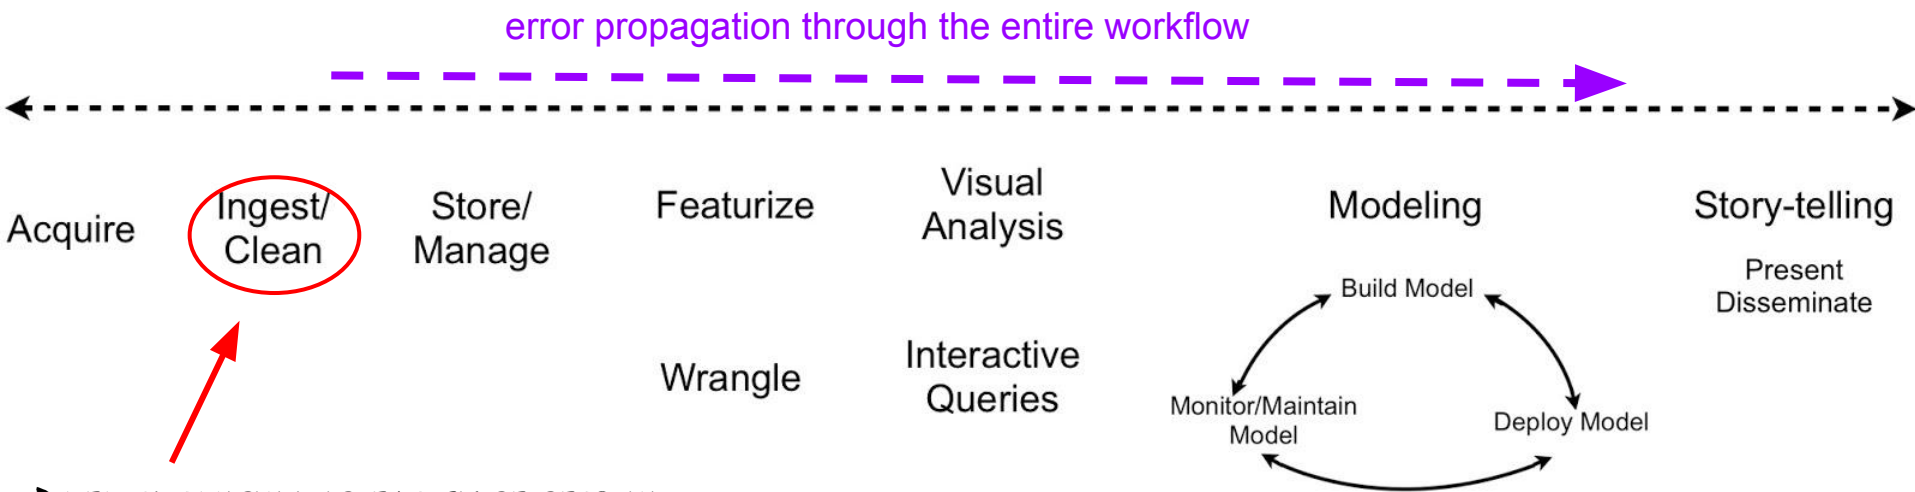 error propagation through the entire workflow
Acquire
Ingest/
Clean
Store/
Manage
Featurize
Wrangle
Visual
Analysis
Interactive
Queries
Modeling
Build Model
Monitor/Maintain
Model
Deploy Model
Story-telling
Present
Disseminate